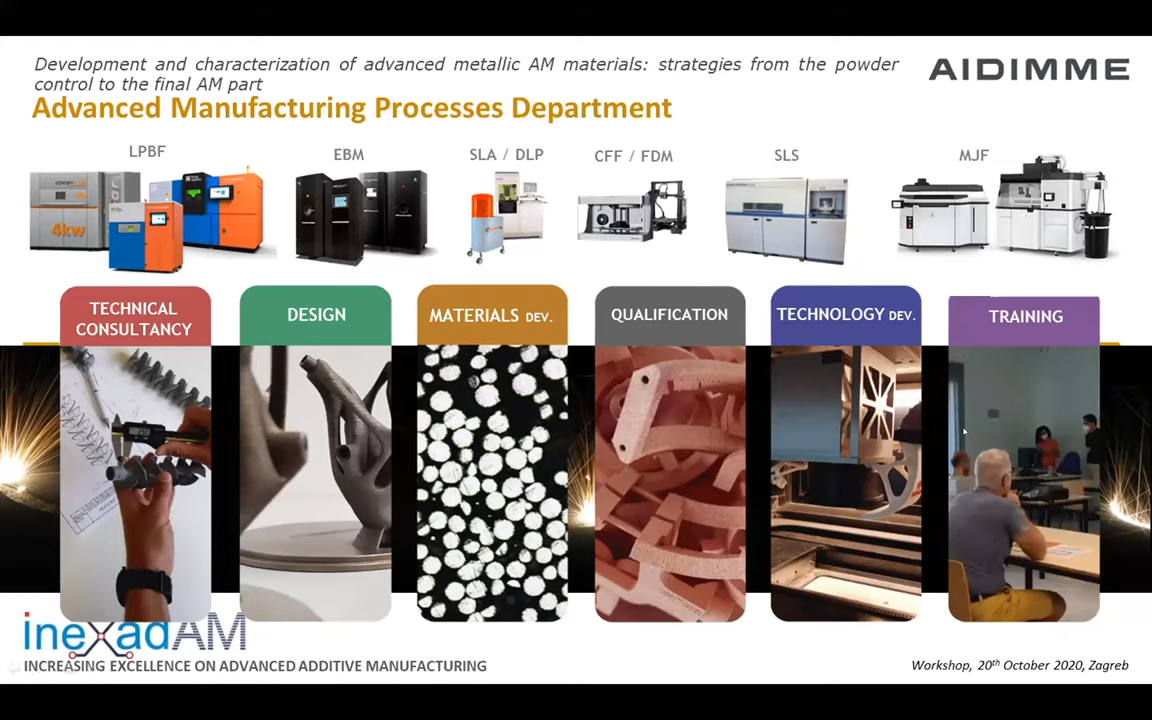 Development and characterization of advanced metallic AM materials: strategies from the powder
control to the final AM part
AIDIMME
Advanced Manufacturing Processes Department
LPBF
EBM
SLA / DLP
CFF / FDM
SLS
MJF
4kw
TECHNICAL
CONSULTANCY
DESIGN
MATERIALS DEV.
QUALIFICATION
TECHNOLOGY DEV.
TRAINING
inexadAM
INCREASING EXCELLENCE ON ADVANCED ADDITIVE MANUFACTURING
Workshop, 20th October 2020, Zagreb